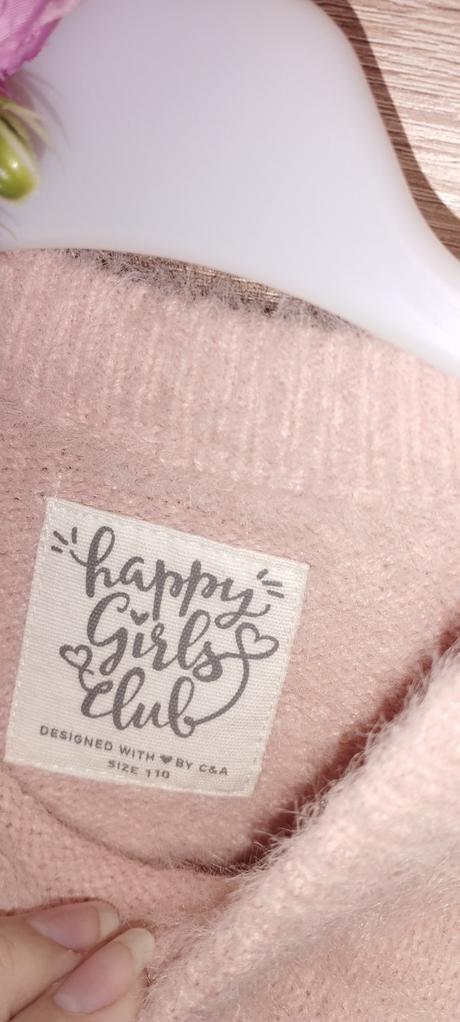 happy
Girls
club
DESIGNED WITH ♥ BY C&A
SIZE 110